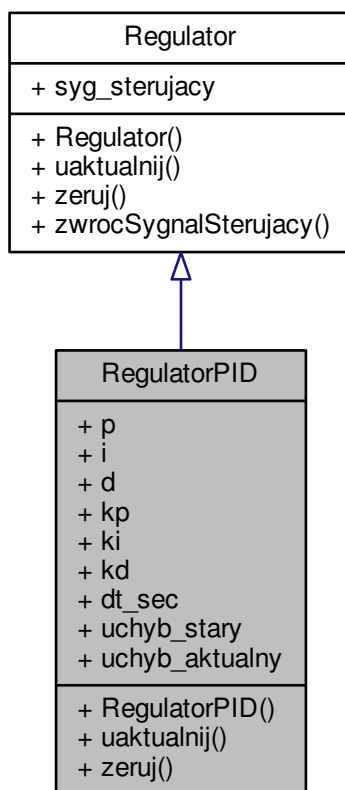 Regulator
+ syg_sterujacy
+ Regulator()
+ uaktualnij()
+ zeruj()
+ zwrocSygnalSterujacy()
RegulatorPID
+ p
+ i
+ d
+ kp
+ ki
+ kd
+ dt_sec
+ uchyb_stary
+ uchyb_aktualny
+ RegulatorPID()
+ uaktualnij()
+ zeruj()